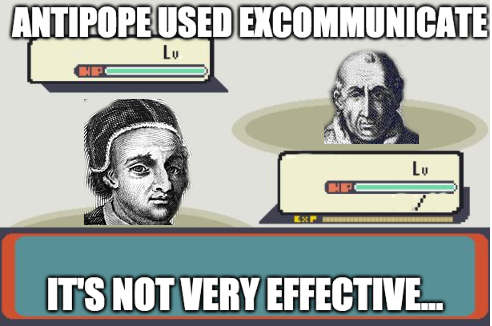 ANTIPOPE USED EXCOMMUNICATE
Lv
HP
Lv
HP
/
EXP
IT'S NOT VERY EFFECTIVE...